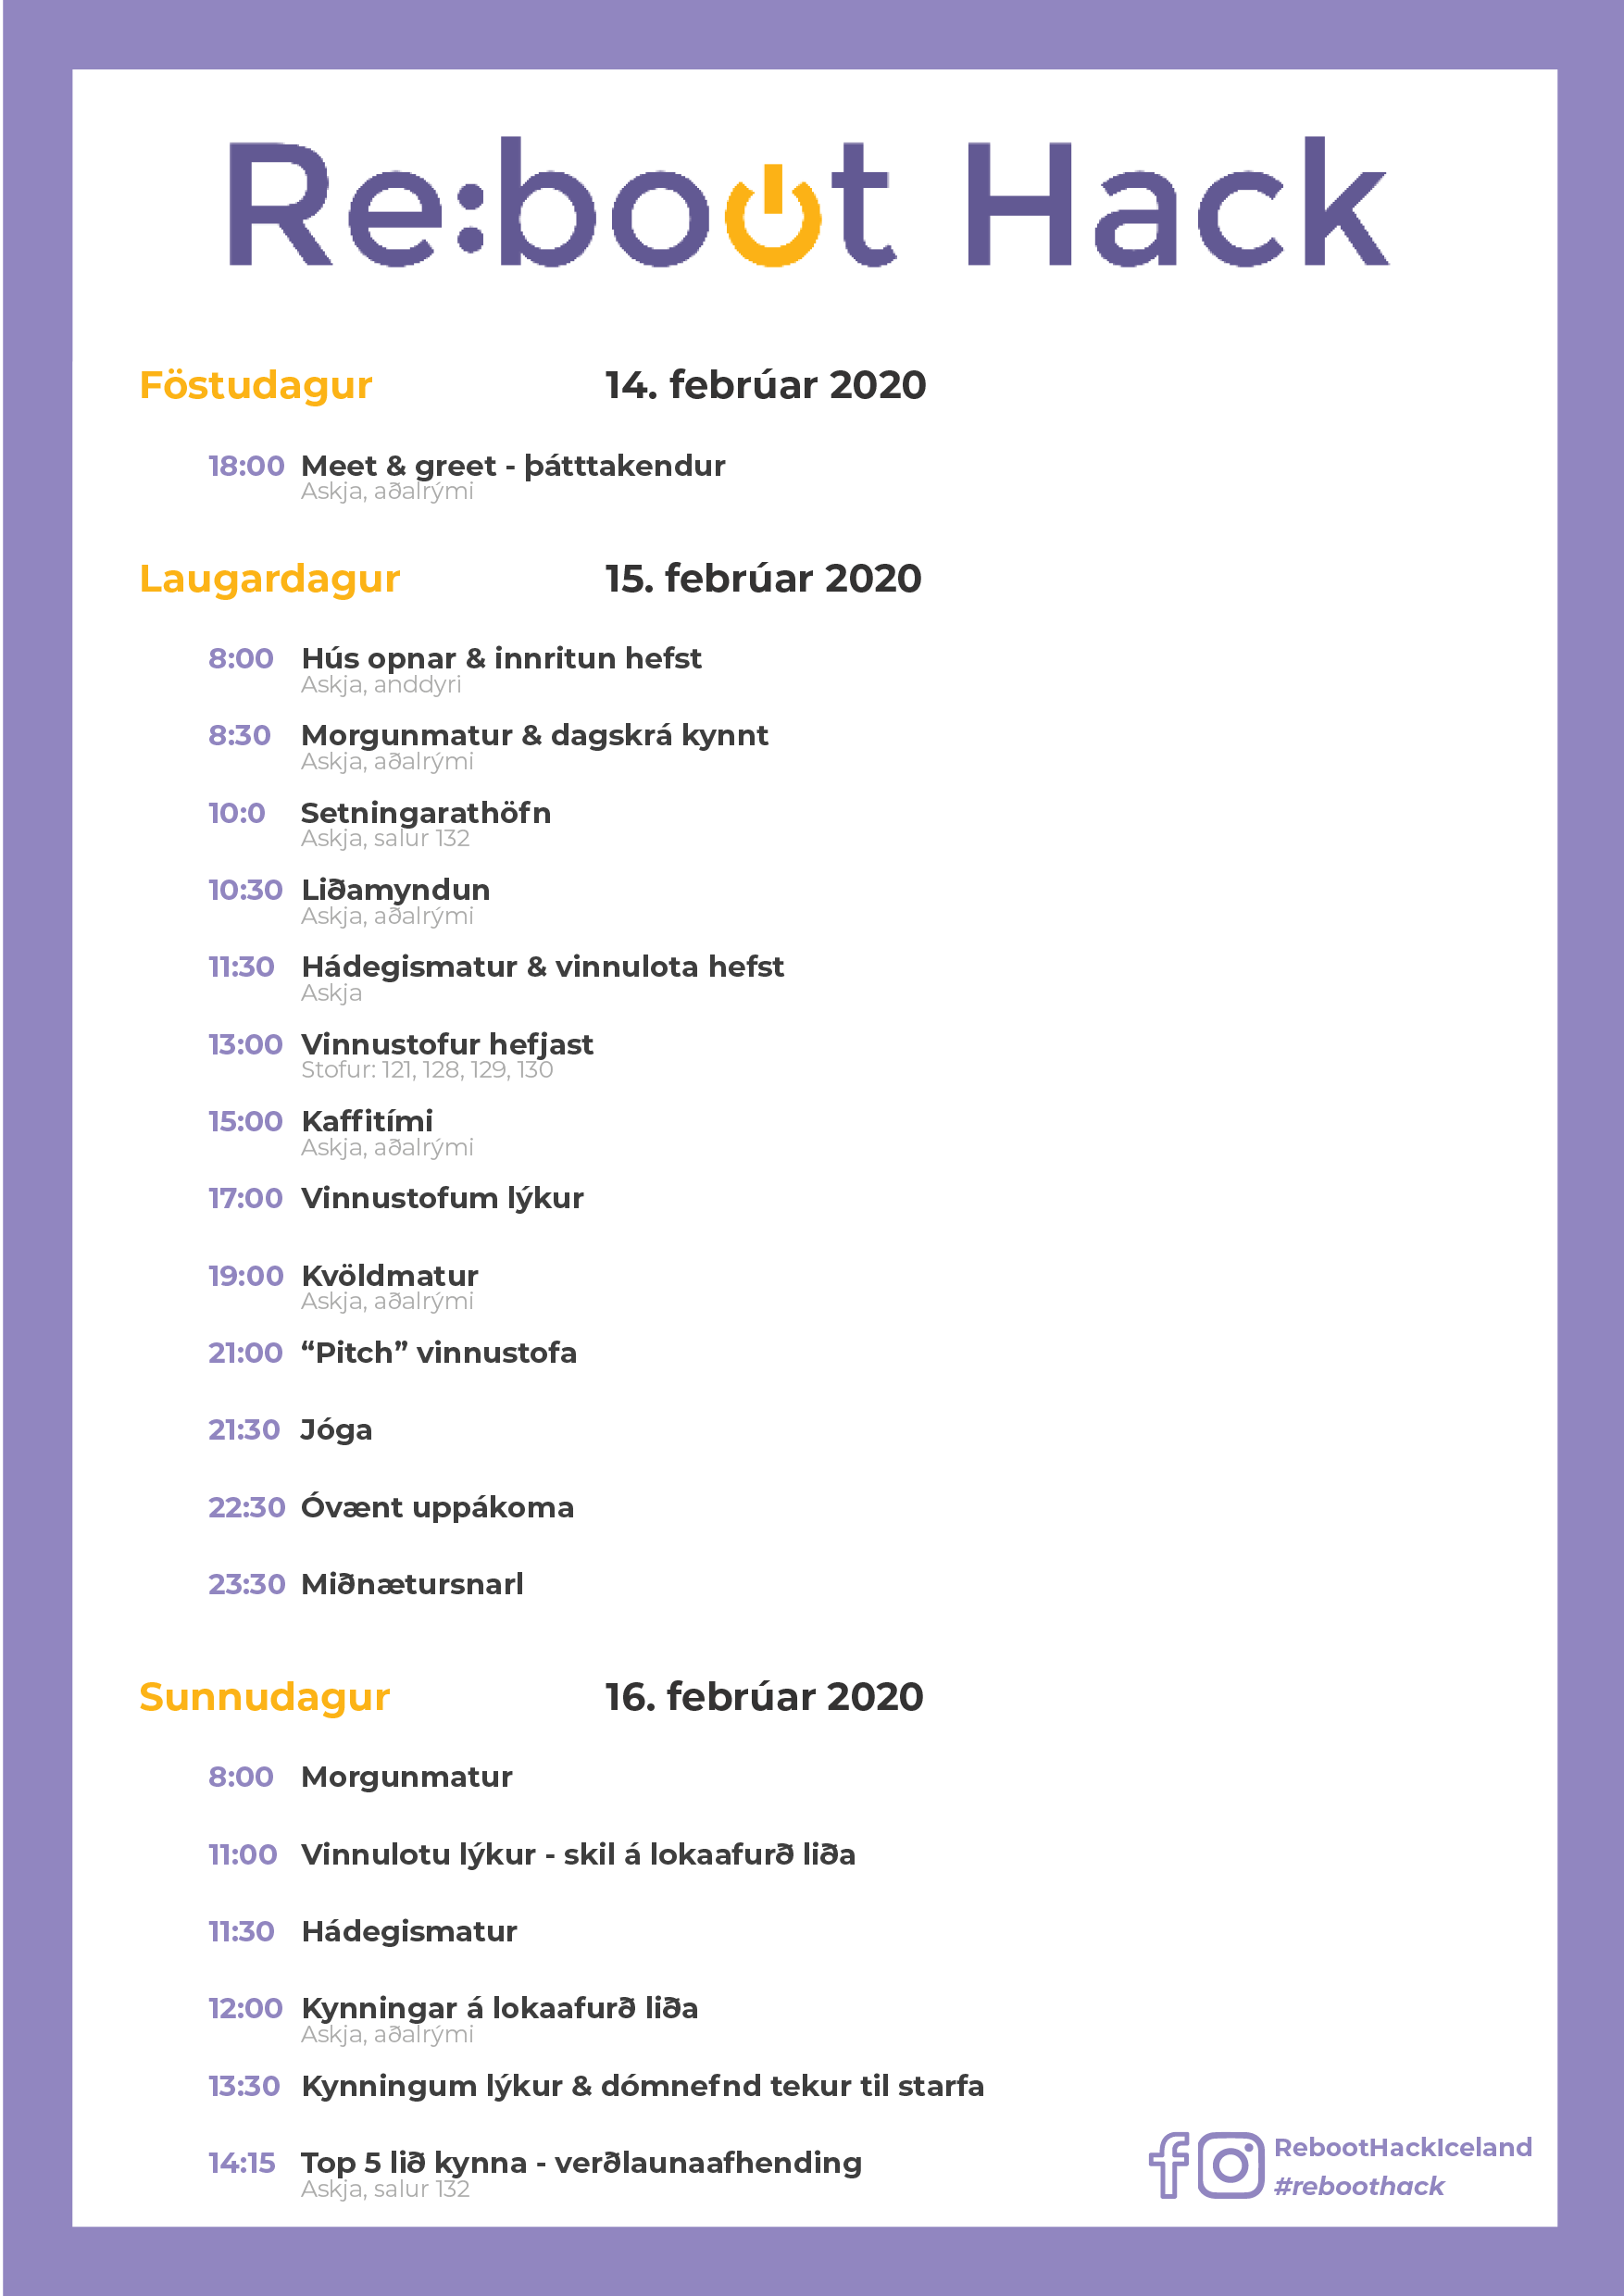 Re:boot Hack
Föstudagur 14. febrúar 2020
18:00 Meet & greet - þátttakendur
Askja, aðalrými
Laugardagur 15. febrúar 2020
8:00 Hús opnar & innritun hefst
Askja, anddyri
8:30 Morgunmatur & dagskrá kynnt
Askja, aðalrými
10:0 Setningarathöfn
Askja, salur 132
10:30 Liðamyndun
Askja, aðalrými
11:30 Hádegismatur & vinnulota hefst
Askja
13:00 Vinnustofur hefjast
Stofur: 121, 128, 129, 130
15:00 Kaffitími
Askja, aðalrými
17:00 Vinnustofum lýkur
19:00 Kvöldmatur
Askja, aðalrými
21:00 “Pitch” vinnustofa
21:30 Jóga
22:30 Óvænt uppákoma
23:30 Miðnætursnarl
Sunnudagur 16. febrúar 2020
8:00 Morgunmatur
11:00 Vinnulotu lýkur - skil á lokaafurð liða
11:30 Hádegismatur
12:00 Kynningar á lokaafurð liða
Askja, aðalrými
13:30 Kynningum lýkur & dómnefnd tekur til starfa
14:15 Top 5 lið kynna - verðlaunaafhending
Askja, salur 132
RebootHackIceland
#reboothack